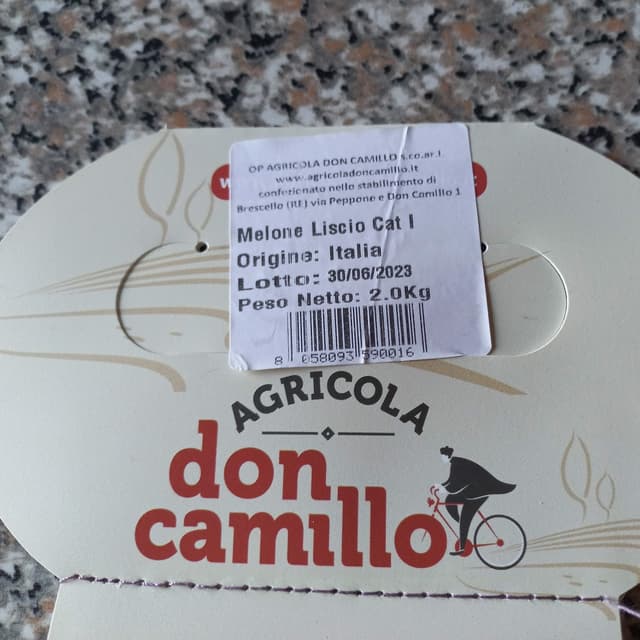 OP AGRICOLA DON CAMILLO s.co.ar.l
www.agricoladoncamillo.it
confezionato nello stabilimento di
Brescello (RE) via Peppone e Don Camillo 1
Melone Liscio Cat I
Origine: Italia
Lotto: 30/06/2023
Peso Netto: 2.0Kg
8 058093 590016
AGRICOLA
don
camillo